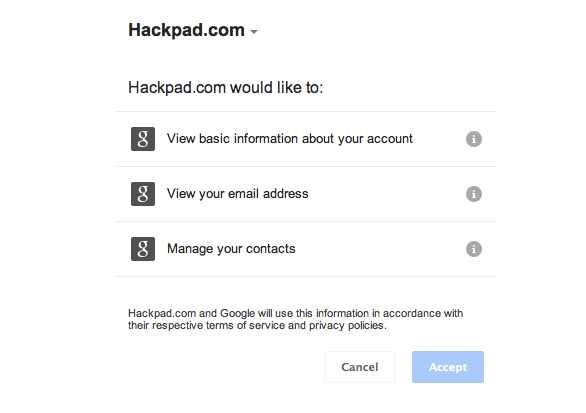 Hackpad.com
Hackpad.com would like to:
g View basic information about your account i
g View your email address i
g Manage your contacts i
Hackpad.com and Google will use this information in accordance with
their respective terms of service and privacy policies.
Cancel Accept